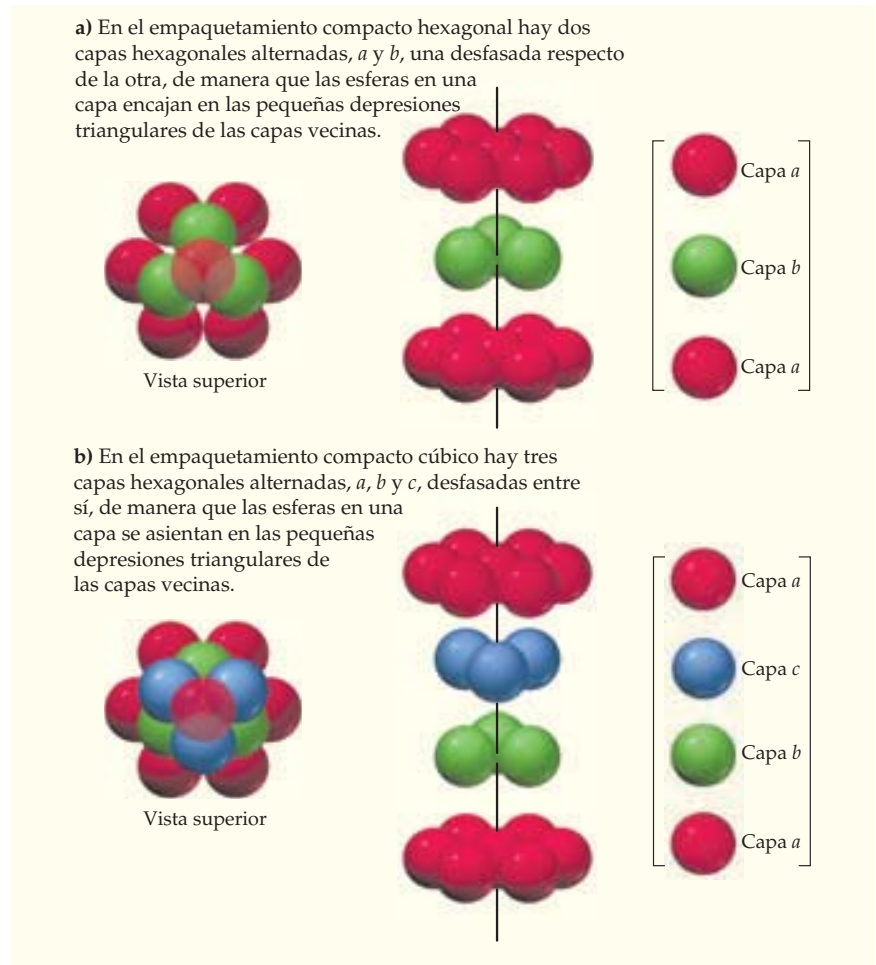 a) En el empaquetamiento compacto hexagonal hay dos
capas hexagonales alternadas, a y b, una desfasada respecto
de la otra, de manera que las esferas en una
capa encajan en las pequeñas depresiones
triangulares de las capas vecinas.
Capa a
Capa b
Capa a
Vista superior
b) En el empaquetamiento compacto cúbico hay tres
capas hexagonales alternadas, a, b y c, desfasadas entre
sí, de manera que las esferas en una
capa se asientan en las pequeñas
depresiones triangulares de
las capas vecinas.
Capa a
Capa c
Capa b
Capa a
Vista superior